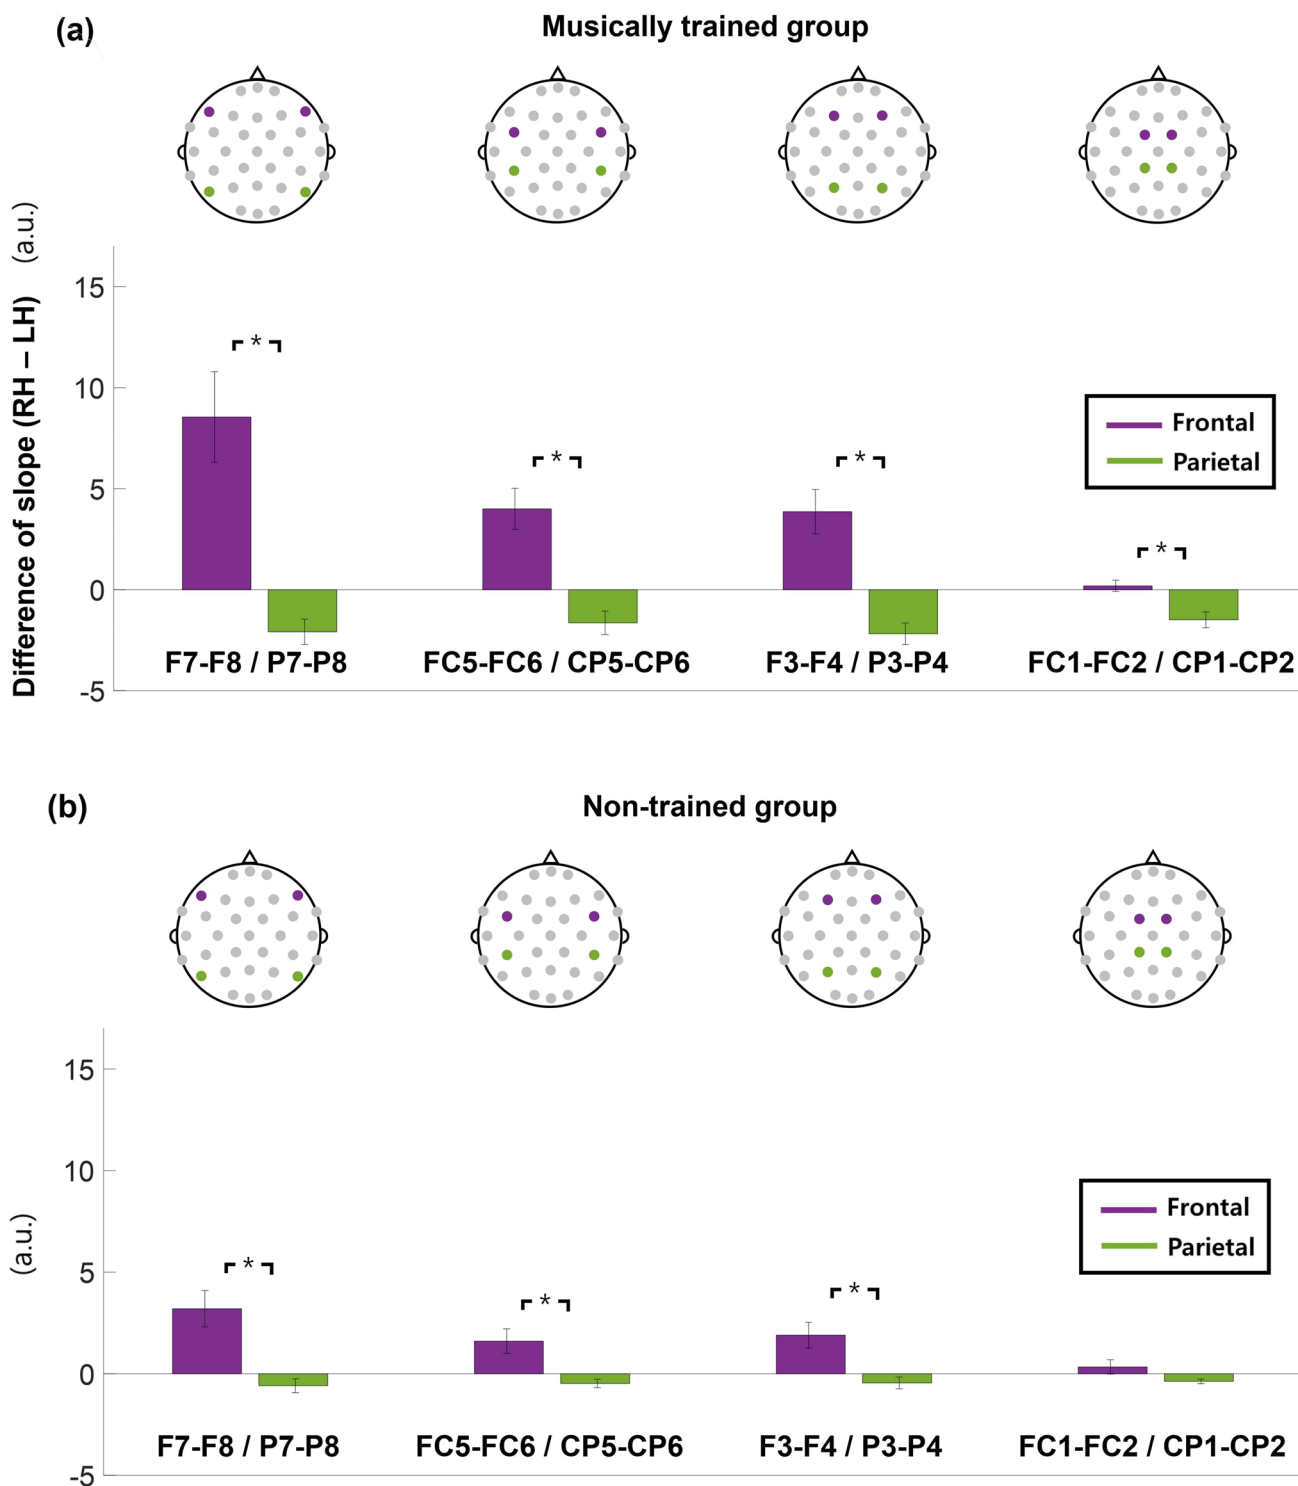 (a)
Musically trained group
Difference of slope (RH – LH) (a.u.)
15
10
5
0
-5
*
*
*
*
Frontal
Parietal
F7-F8 / P7-P8
FC5-FC6 / CP5-CP6
F3-F4 / P3-P4
FC1-FC2 / CP1-CP2
(b)
Non-trained group
(a.u.)
15
10
5
0
-5
*
*
*
Frontal
Parietal
F7-F8 / P7-P8
FC5-FC6 / CP5-CP6
F3-F4 / P3-P4
FC1-FC2 / CP1-CP2